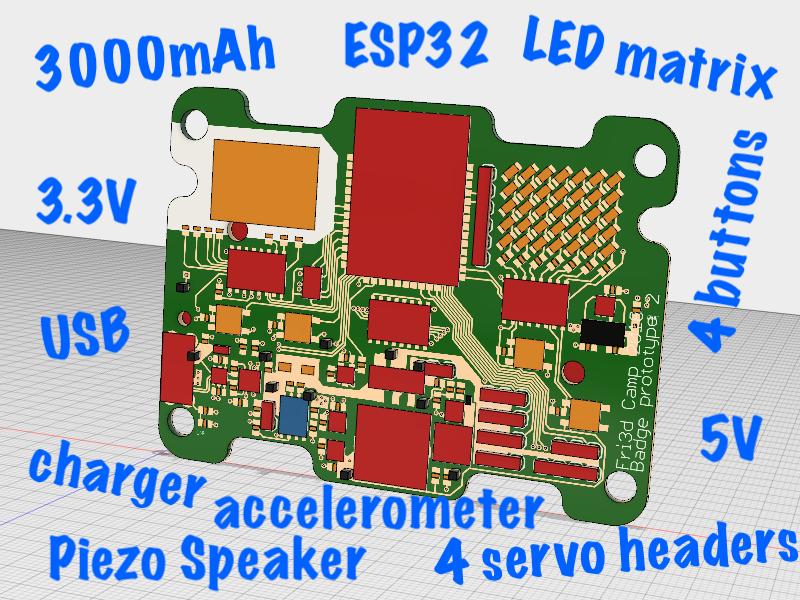 3000mAh
ESP32
LED matrix
3.3V
4 buttons
USB
5V
Fri3d Camp
Badge prototype 2
charger
accelerometer
Piezo Speaker
4 servo headers